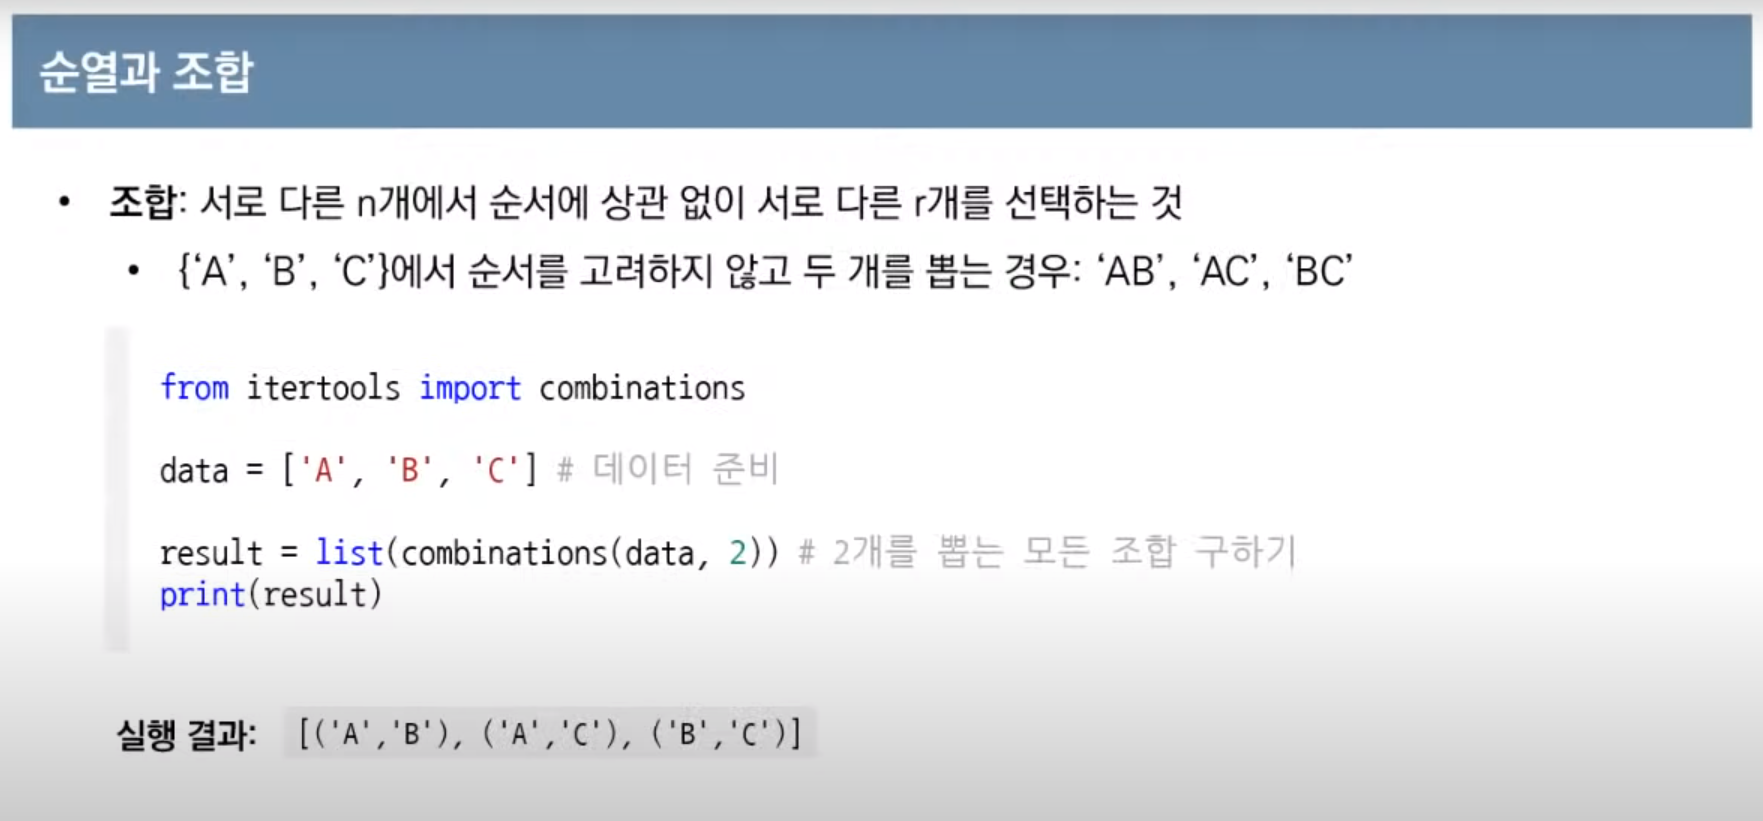 순열과 조합
• 조합: 서로 다른 n개에서 순서에 상관 없이 서로 다른 r개를 선택하는 것
• {‘A’, ‘B’, ‘C’}에서 순서를 고려하지 않고 두 개를 뽑는 경우: ‘AB’, ‘AC’, ‘BC’
from itertools import combinations
data = ['A', 'B', 'C'] # 데이터 준비
result = list(combinations(data, 2)) # 2개를 뽑는 모든 조합 구하기
print(result)
실행 결과: [('A','B'), ('A','C'), ('B','C')]